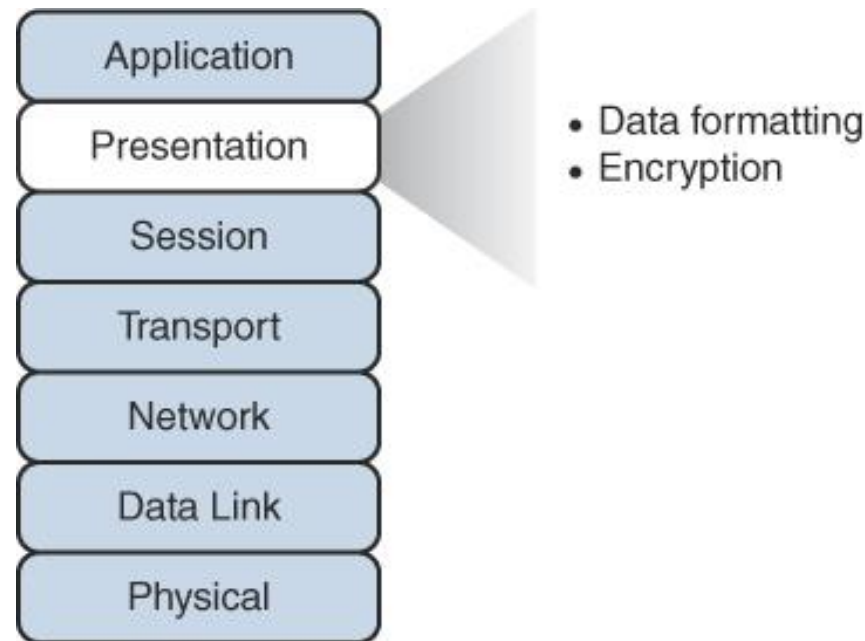 Application
Presentation
Session
Transport
Network
Data Link
Physical
• Data formatting
• Encryption